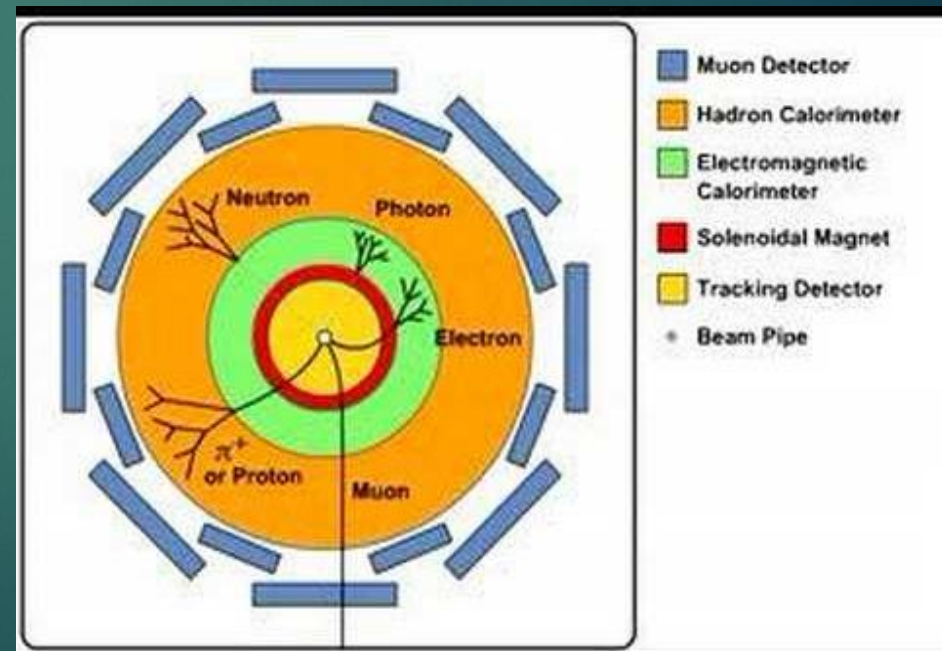 Muon Detector
Hadron Calorimeter
Electromagnetic
Calorimeter
Solenoidal Magnet
Tracking Detector
Beam Pipe
Neutron
Photon
Electron
π⁺
or Proton
Muon